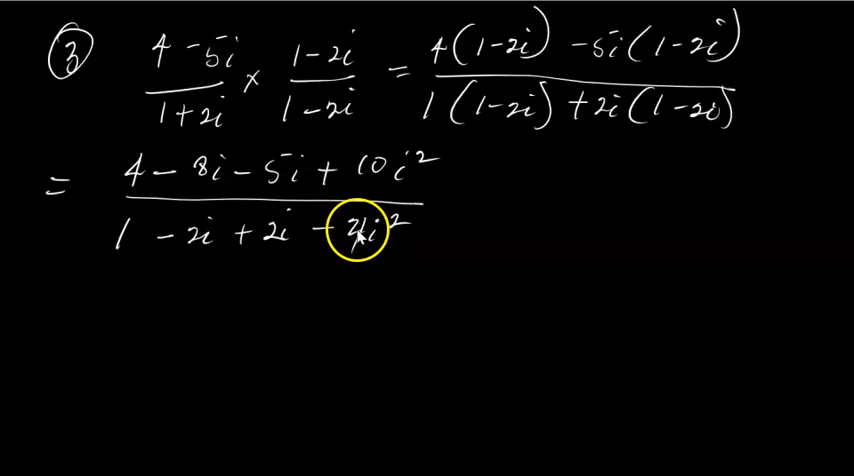 ③ (4 - 5i)/(1 + 2i) × (1 - 2i)/(1 - 2i) = (4(1 - 2i) - 5i(1 - 2i))/(1(1 - 2i) + 2i(1 - 2i))
= (4 - 8i - 5i + 10i²)/(1 - 2i + 2i - 4i²)